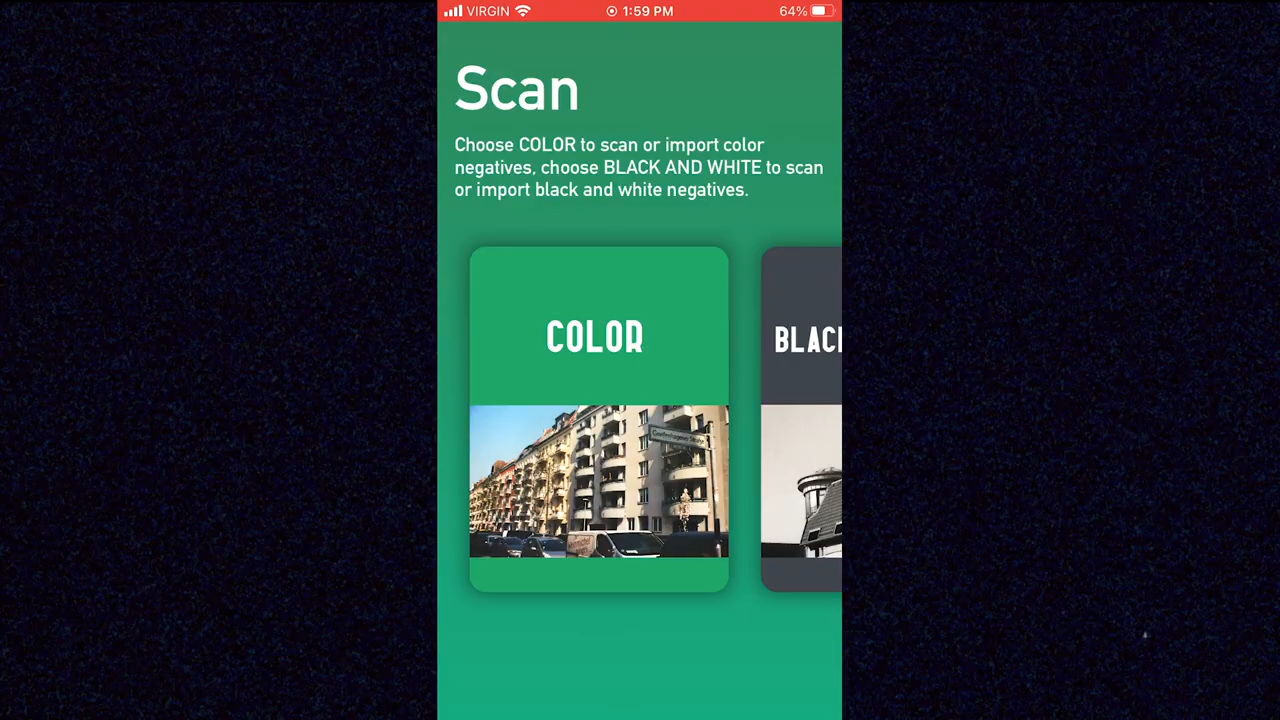 VIRGIN 1:59 PM 64%
Scan
Choose COLOR to scan or import color
negatives, choose BLACK AND WHITE to scan
or import black and white negatives.
COLOR
BLAC